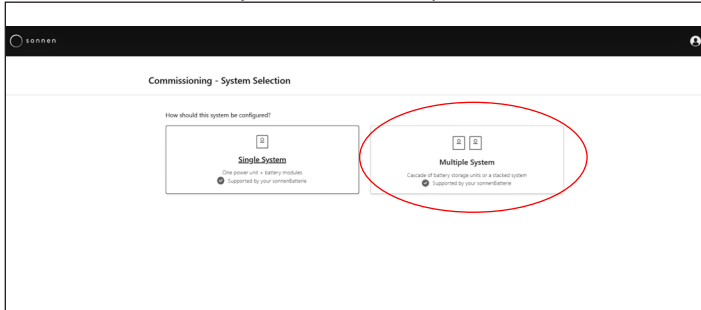 sonnen
Commissioning - System Selection
How should this system be configured?
Single System
One power unit + battery modules
Supported by your sonnenBatterie
Multiple System
Cascade of battery storage units or a stacked system
Supported by your sonnenBatterie